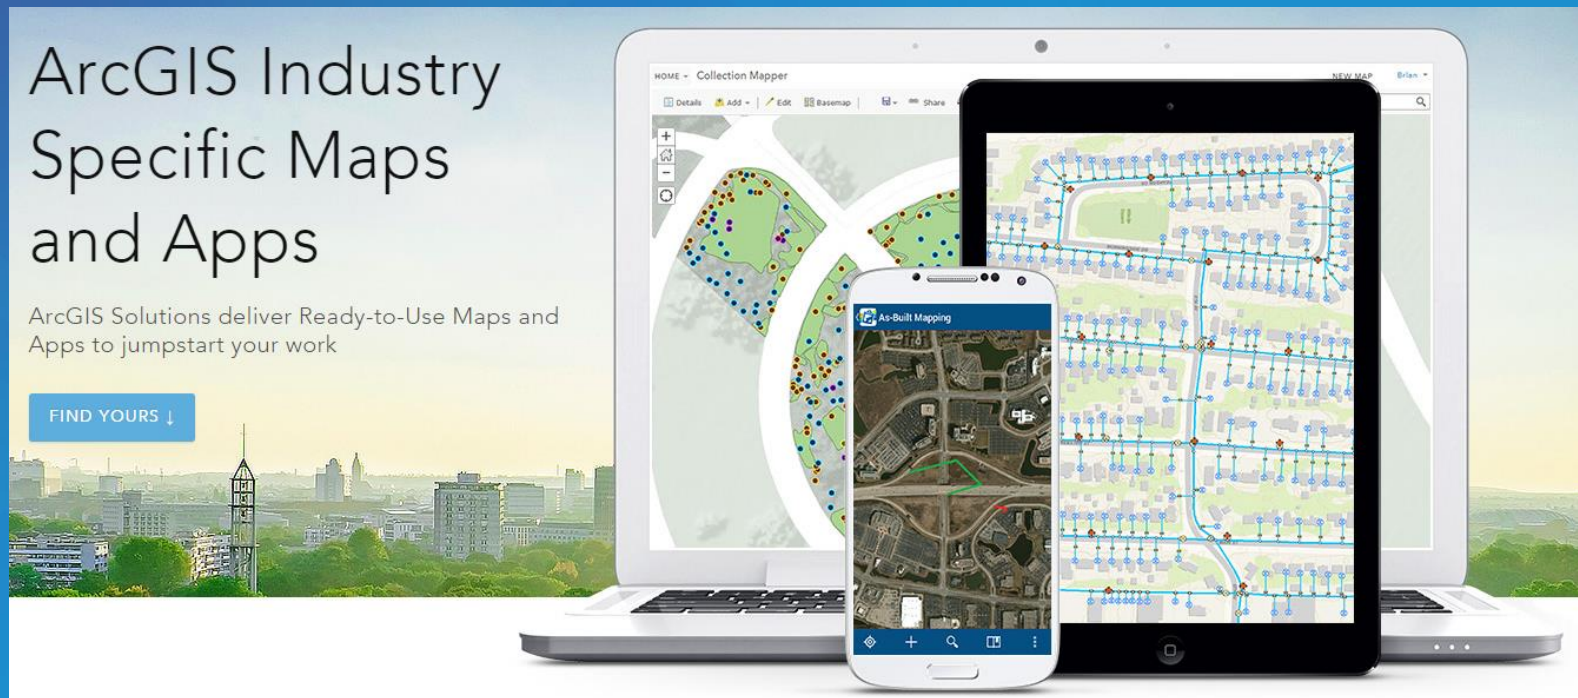 ArcGIS Industry
Specific Maps
and Apps
ArcGIS Solutions deliver Ready-to-Use Maps and
Apps to jumpstart your work
FIND YOURS ↓
HOME Collection Mapper
NEW MAP Brian
Details Add Edit Basemap Share
As-Built Mapping